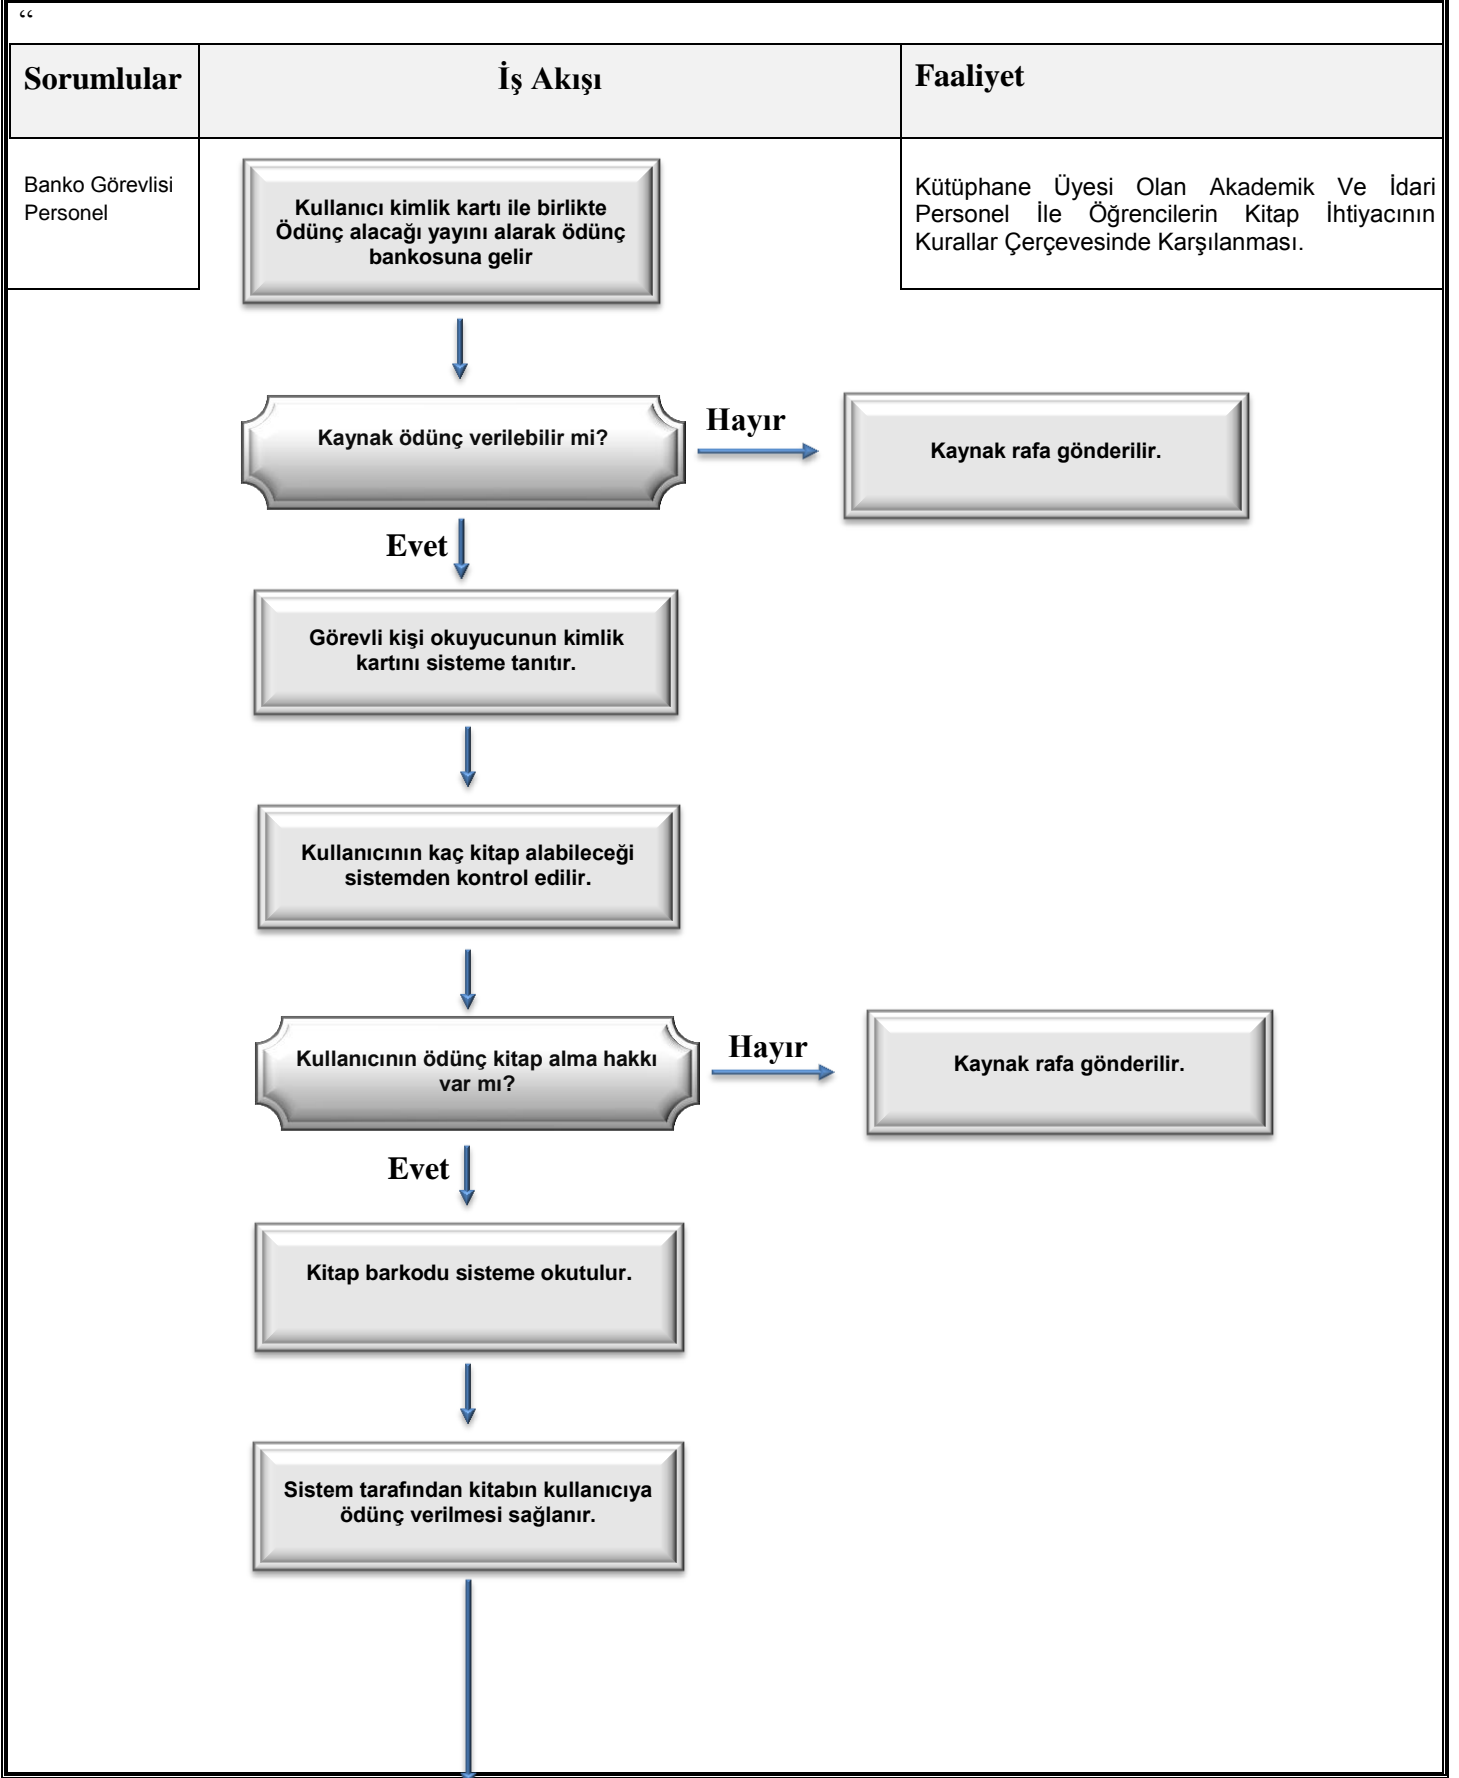 “
Sorumlular
İş Akışı
Faaliyet
Banko Görevlisi
Personel
Kullanıcı kimlik kartı ile birlikte
Ödünç alacağı yayını alarak ödünç
bankosuna gelir
Kütüphane Üyesi Olan Akademik Ve İdari
Personel İle Öğrencilerin Kitap İhtiyacının
Kurallar Çerçevesinde Karşılanması.
Kaynak ödünç verilebilir mi?
Hayır
Kaynak rafa gönderilir.
Evet
Görevli kişi okuyucunun kimlik
kartını sisteme tanıtır.
Kullanıcının kaç kitap alabileceği
sistemden kontrol edilir.
Kullanıcının ödünç kitap alma hakkı
var mı?
Hayır
Kaynak rafa gönderilir.
Evet
Kitap barkodu sisteme okutulur.
Sistem tarafından kitabın kullanıcıya
ödünç verilmesi sağlanır.